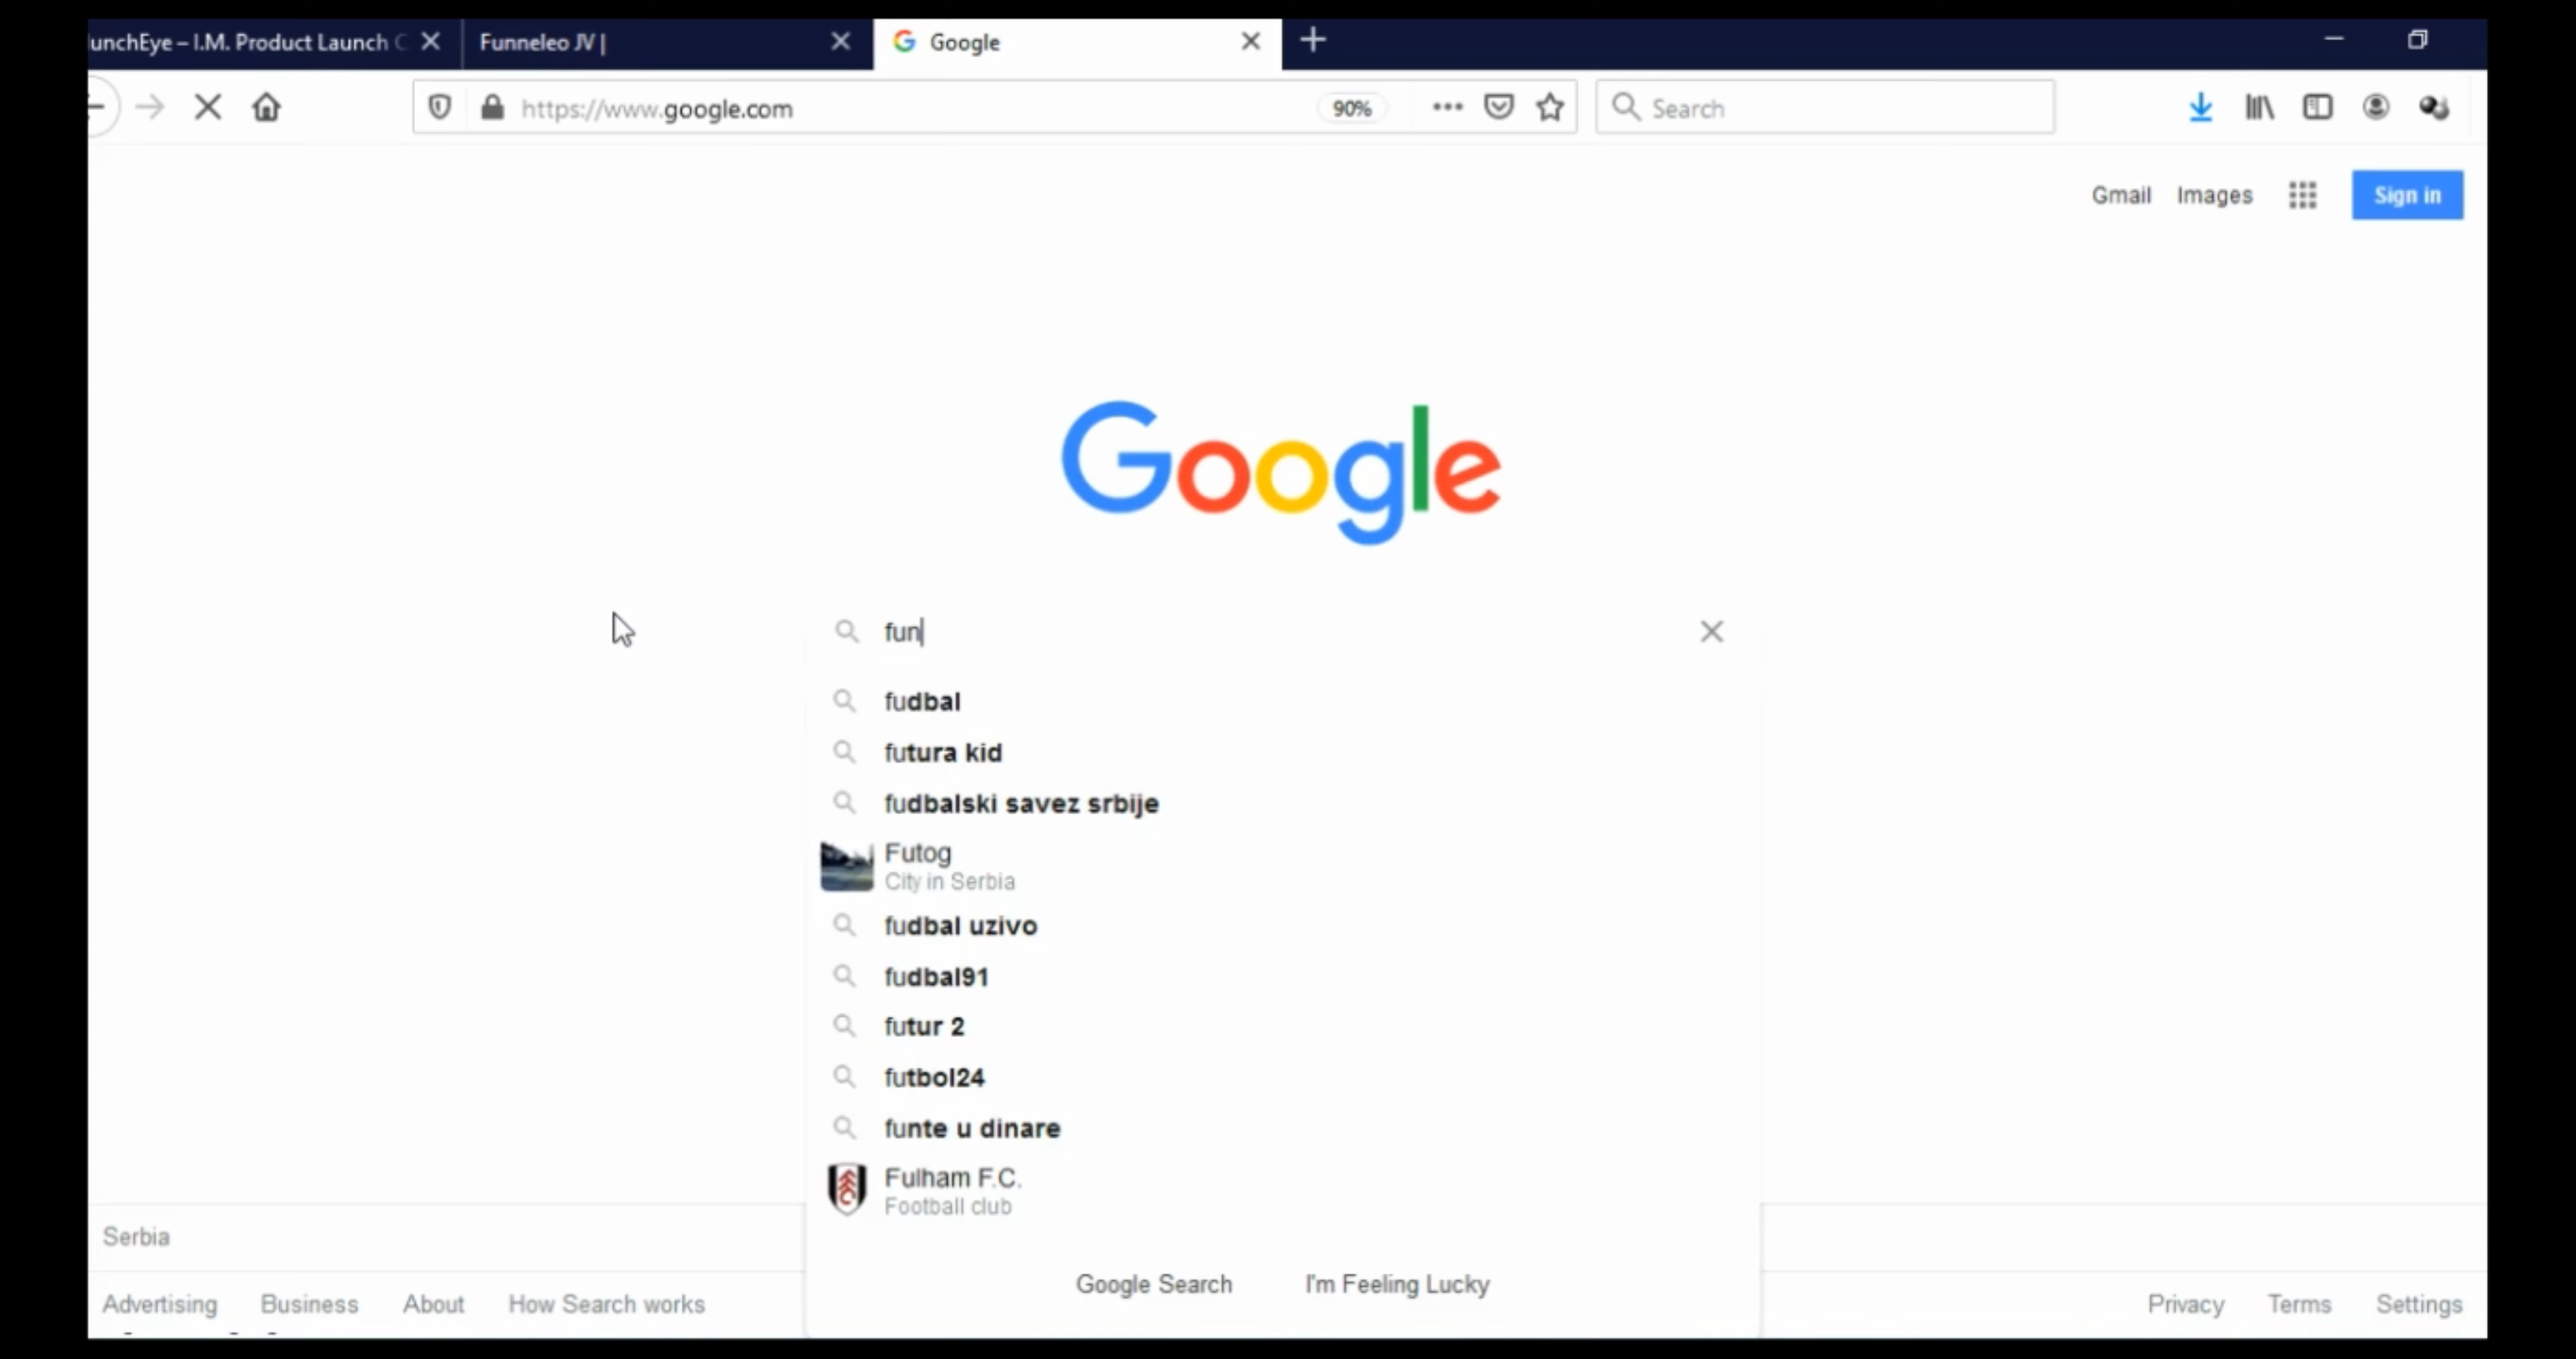 unchEye – I.M. Product Launch C
Funneleo JV |
Google
https://www.google.com
90%
Search
Gmail
Images
Sign in
Google
fun
fudbal
futura kid
fudbalski savez srbije
Futog
City in Serbia
fudbal uzivo
fudbal91
futur 2
futbol24
funte u dinare
Fulham F.C.
Football club
Google Search
I'm Feeling Lucky
Serbia
Advertising
Business
About
How Search works
Privacy
Terms
Settings